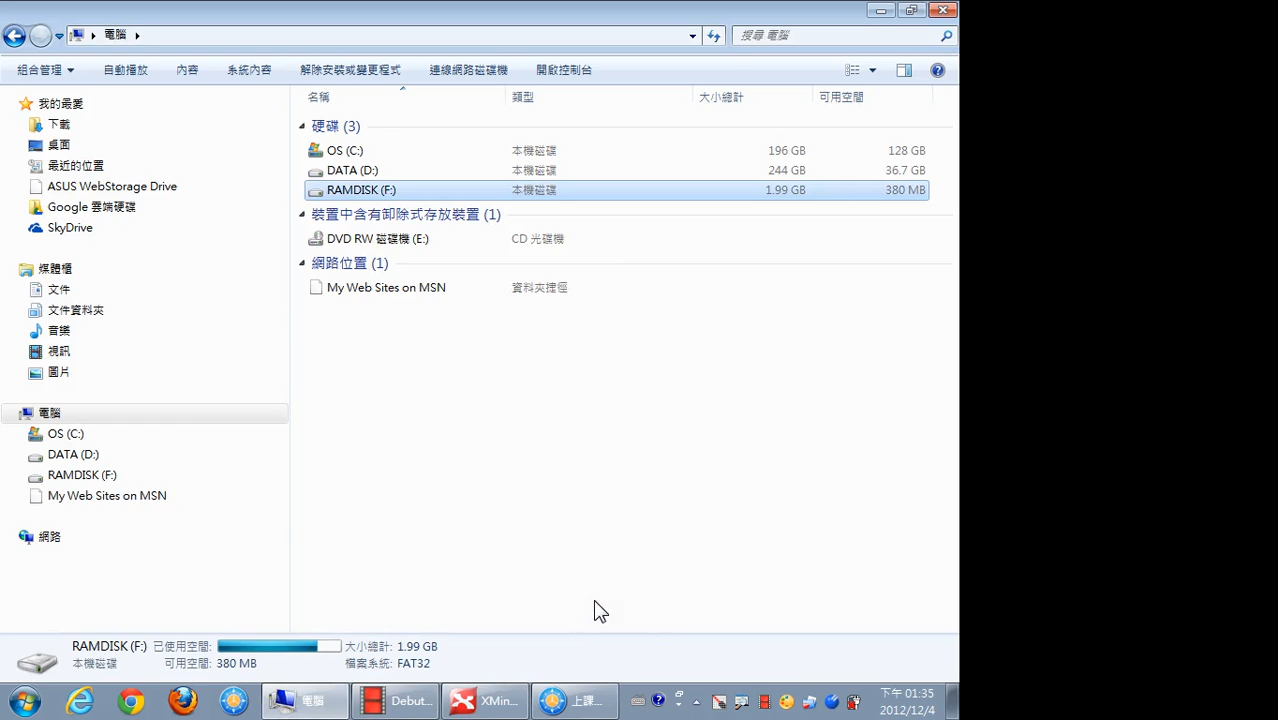 電腦
搜尋 電腦
組合管理 自動播放 內容 系統內容 解除安裝或變更程式 連線網路磁碟機 開啟控制台
名稱 類型 大小總計 可用空間
硬碟 (3)
OS (C:) 本機磁碟 196 GB 128 GB
DATA (D:) 本機磁碟 244 GB 36.7 GB
RAMDISK (F:) 本機磁碟 1.99 GB 380 MB
裝置中含有卸除式存放裝置 (1)
DVD RW 磁碟機 (E:) CD 光碟機
網路位置 (1)
My Web Sites on MSN 資料夾捷徑
我的最愛
下載
桌面
最近的位置
ASUS WebStorage Drive
Google 雲端硬碟
SkyDrive
媒體櫃
文件
文件資料夾
音樂
視訊
圖片
電腦
OS (C:)
DATA (D:)
RAMDISK (F:)
My Web Sites on MSN
網路
RAMDISK (F:) 已使用空間: 大小總計: 1.99 GB
本機磁碟 可用空間: 380 MB 檔案系統: FAT32
電腦 Debut... XMin... 上課...
下午 01:35
2012/12/4